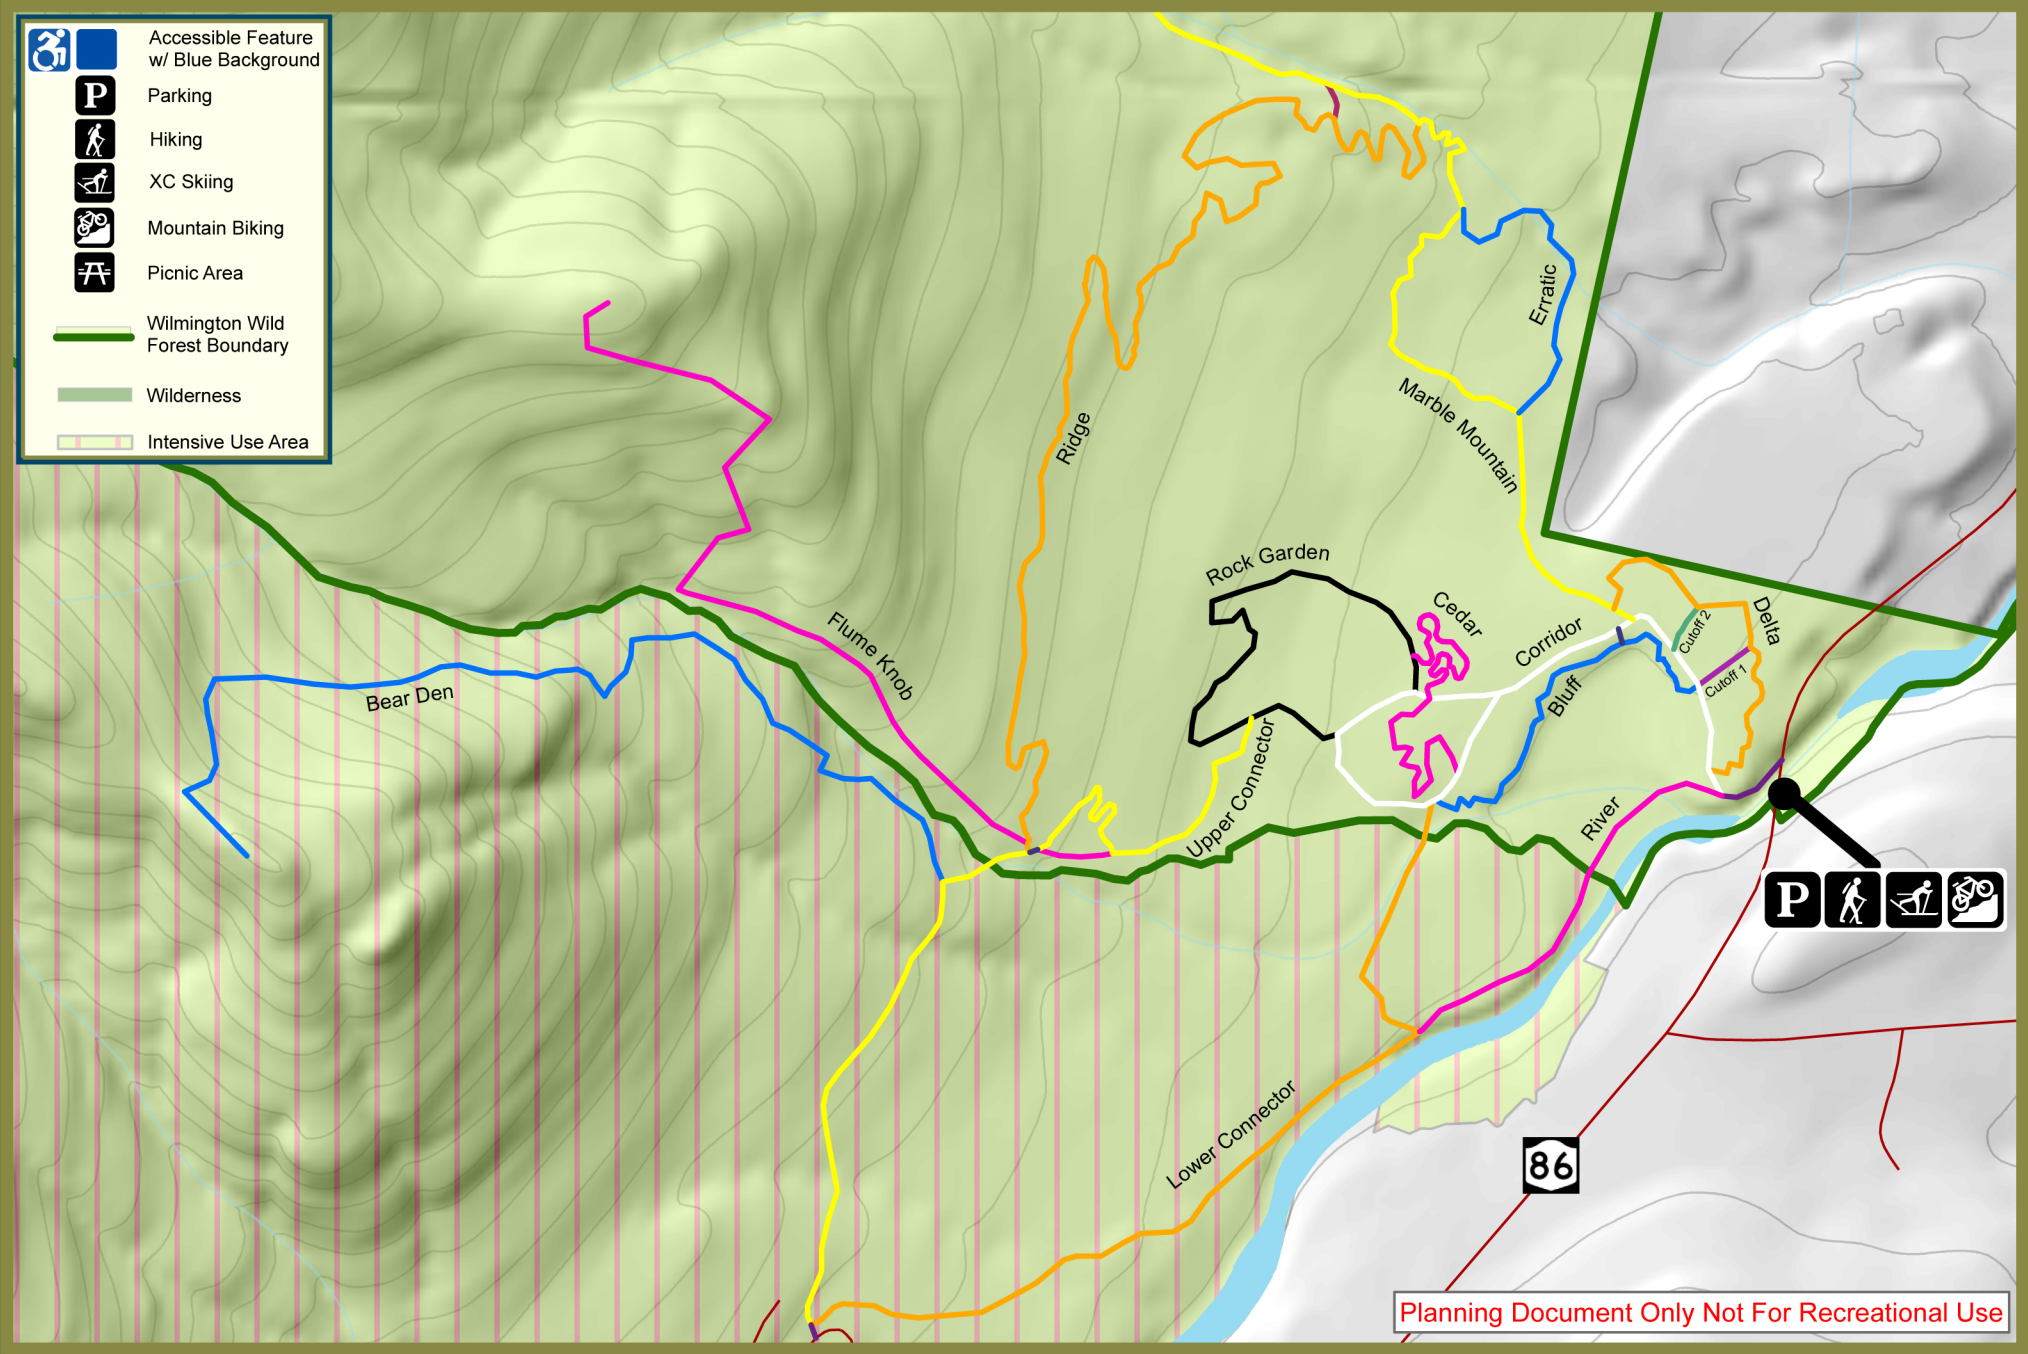 Accessible Feature
w/ Blue Background
P
Parking
Hiking
XC Skiing
Mountain Biking
Picnic Area
Wilmington Wild
Forest Boundary
Wilderness
Intensive Use Area
Erratic
Marble Mountain
Ridge
Rock Garden
Cedar
Corridor
Cutoff 2
Delta
Cutoff 1
Flume Knob
Bear Den
Bluff
Upper Connector
River
P
Lower Connector
86
Planning Document Only Not For Recreational Use